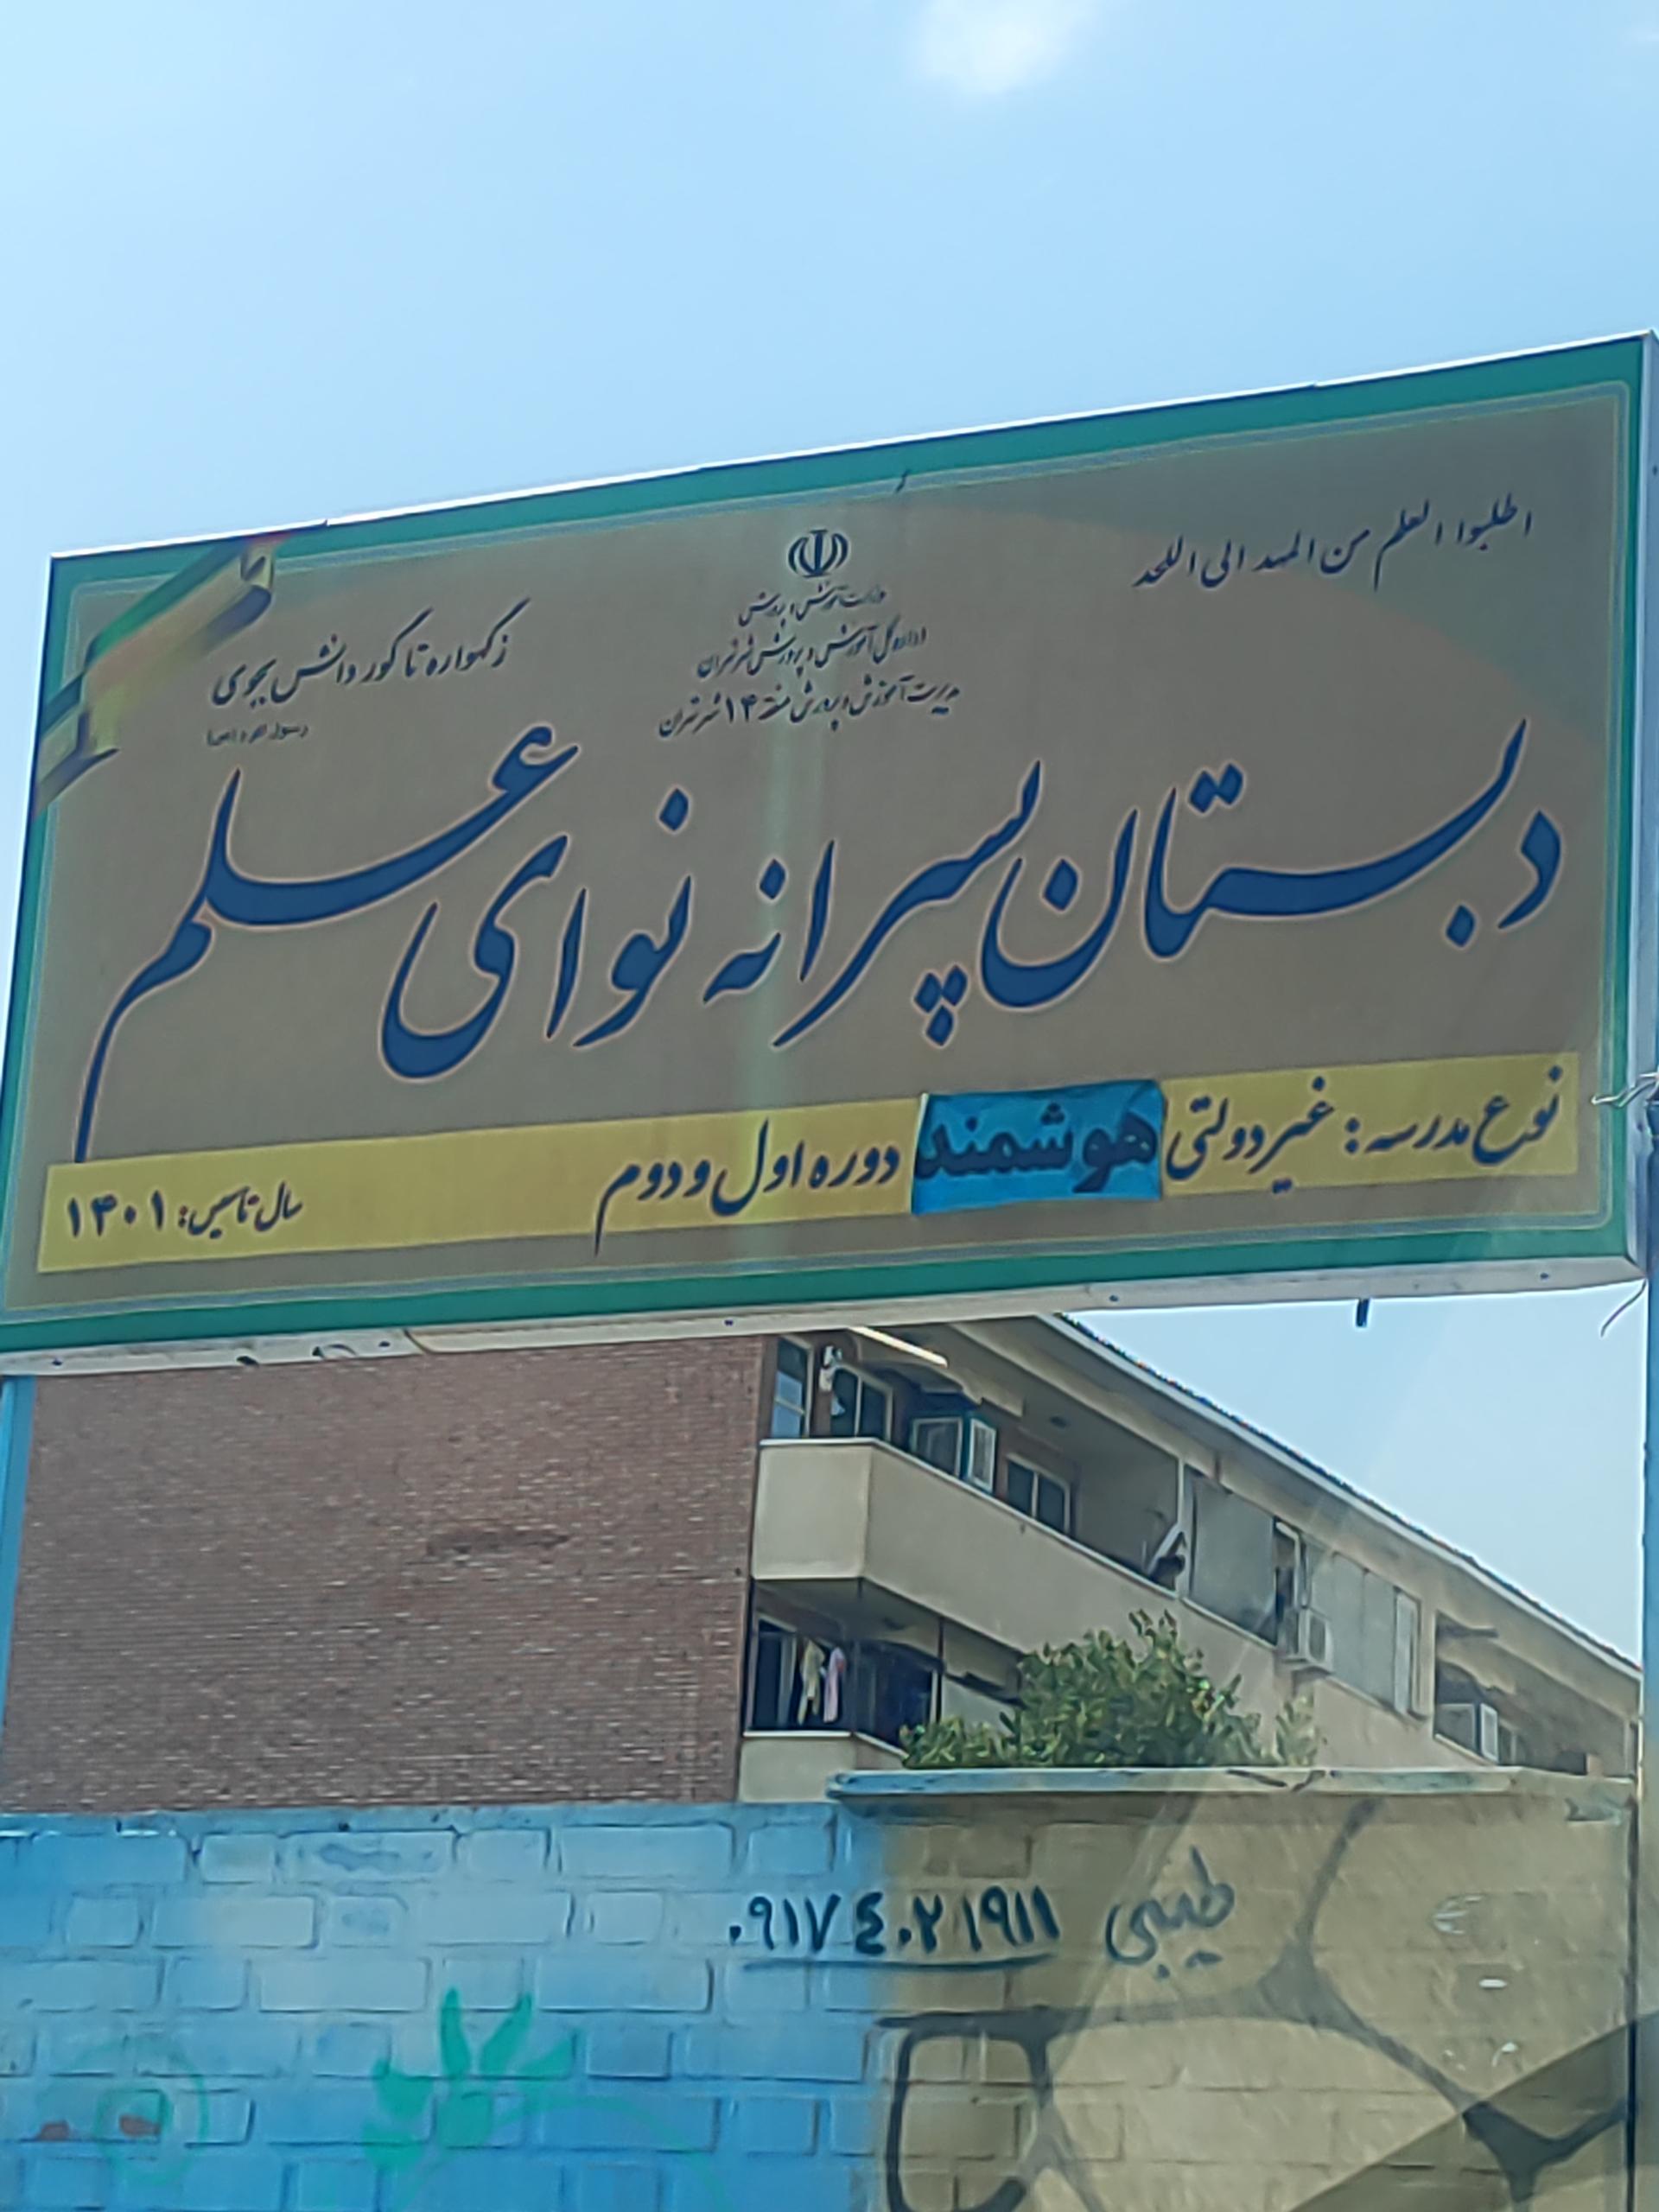 اطلبوا العلم من المهد الی اللحد
وزارت آموزش و پرورش
اداره کل آموزش و پرورش شهر تهران
مدیریت آموزش و پرورش منطقه ۱۴ شهر تهران
ز گهواره تا گور دانش بجوی
رسول اکرم (ص)
دبستان پسرانه نوای علم
نوع مدرسه: غیر دولتی هوشمند دوره اول و دوم
سال تاسیس: ۱۴۰۱
طیبی ۰۹۱۷۴۰۲۱۹۱۱